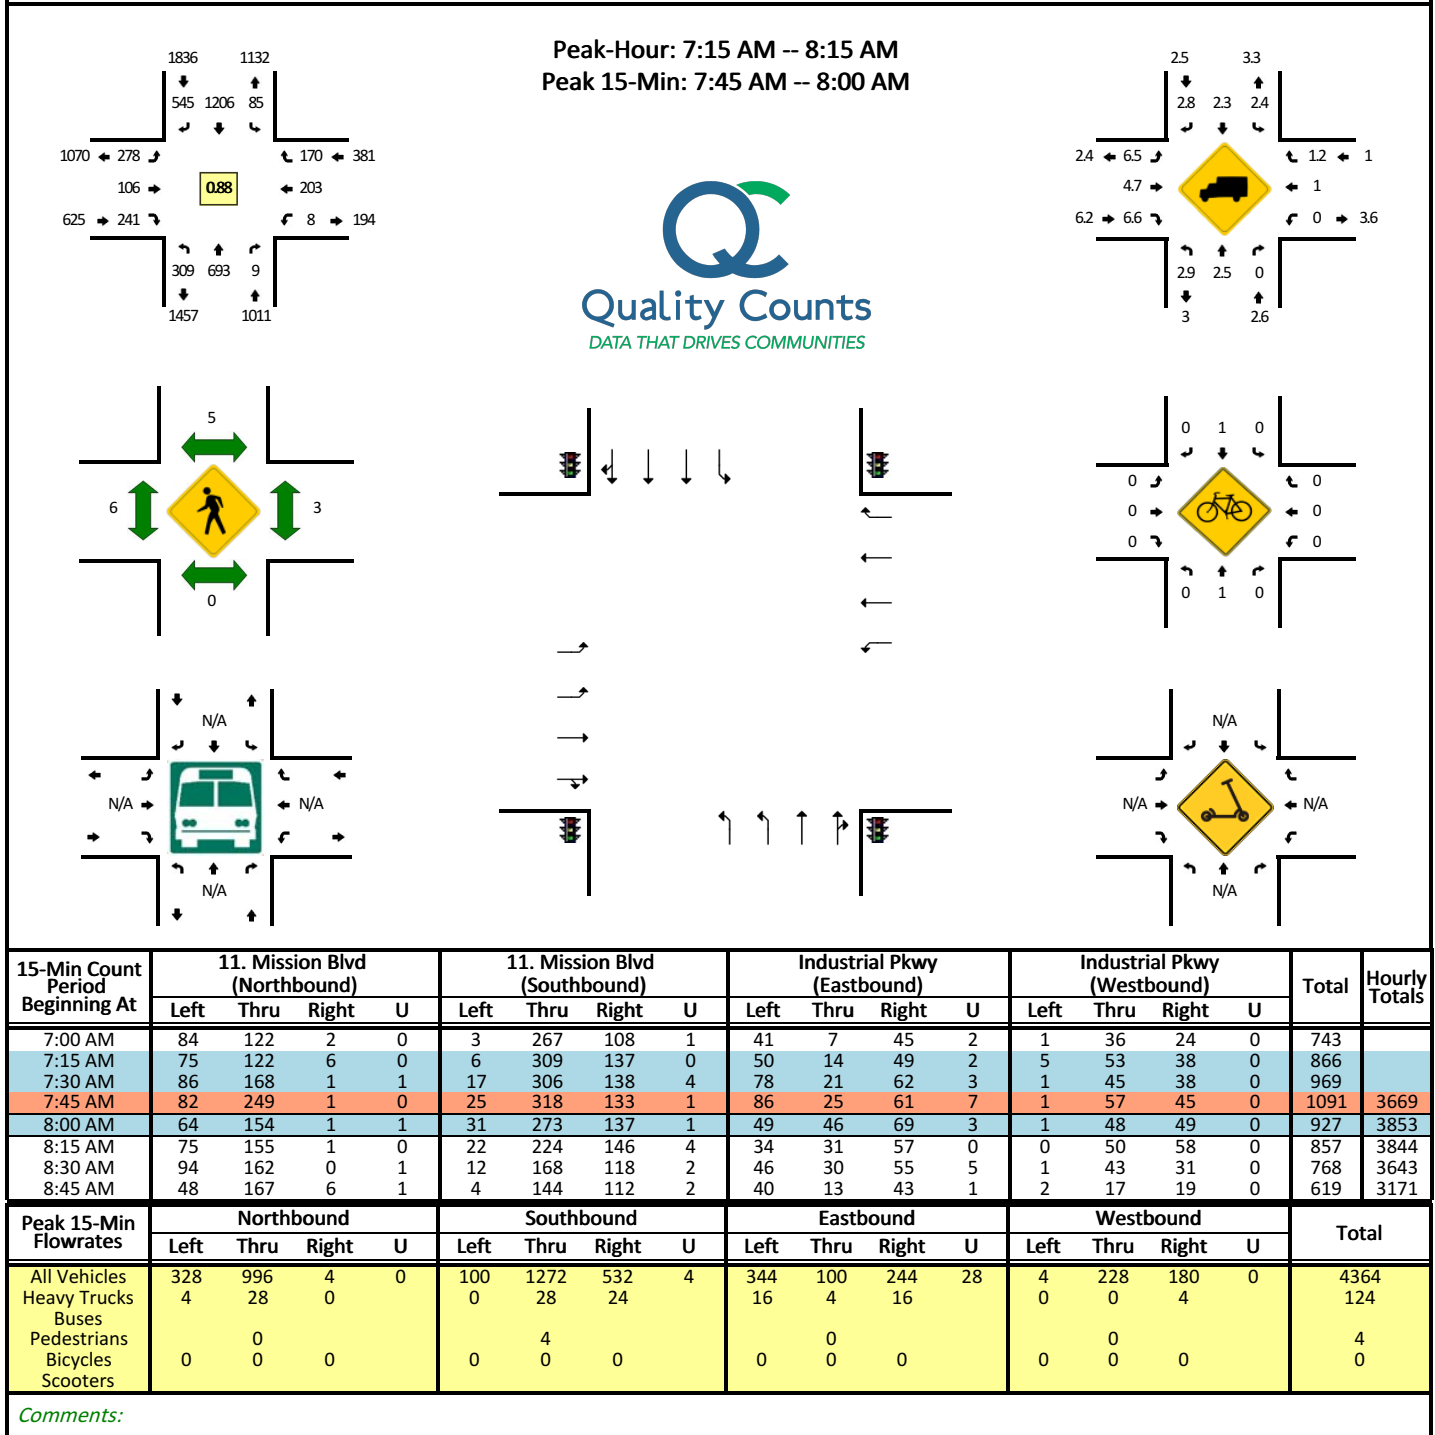 Peak-Hour: 7:15 AM -- 8:15 AM
Peak 15-Min: 7:45 AM -- 8:00 AM
1836 1132
545 1206 85
1070 278 170 381
106 0.88 203
625 241 8 194
309 693 9
1457 1011
Quality Counts
DATA THAT DRIVES COMMUNITIES
2.5 3.3
2.8 2.3 2.4
2.4 6.5 1.2 1
4.7 1
6.2 6.6 0 3.6
2.9 2.5 0
3 2.6
5
6 3
0
0 1 0
0 0
0 0
0 0
0 1 0
N/A
N/A N/A
N/A
N/A
N/A N/A
N/A
15-Min Count Period Beginning At 11. Mission Blvd (Northbound) 11. Mission Blvd (Southbound) Industrial Pkwy (Eastbound) Industrial Pkwy (Westbound) Total Hourly Totals
Left Thru Right U Left Thru Right U Left Thru Right U Left Thru Right U
7:00 AM 84 122 2 0 3 267 108 1 41 7 45 2 1 36 24 0 743
7:15 AM 75 122 6 0 6 309 137 0 50 14 49 2 5 53 38 0 866
7:30 AM 86 168 1 1 17 306 138 4 78 21 62 3 1 45 38 0 969
7:45 AM 82 249 1 0 25 318 133 1 86 25 61 7 1 57 45 0 1091 3669
8:00 AM 64 154 1 1 31 273 137 1 49 46 69 3 1 48 49 0 927 3853
8:15 AM 75 155 1 0 22 224 146 4 34 31 57 0 0 50 58 0 857 3844
8:30 AM 94 162 0 1 12 168 118 2 46 30 55 5 1 43 31 0 768 3643
8:45 AM 48 167 6 1 4 144 112 2 40 13 43 1 2 17 19 0 619 3171
Peak 15-Min Flowrates Northbound Southbound Eastbound Westbound Total
Left Thru Right U Left Thru Right U Left Thru Right U Left Thru Right U
All Vehicles 328 996 4 0 100 1272 532 4 344 100 244 28 4 228 180 0 4364
Heavy Trucks 4 28 0 0 28 24 16 4 16 0 0 4 124
Buses
Pedestrians 0 4 0 0 4
Bicycles 0 0 0 0 0 0 0 0 0 0 0 0 0
Scooters
Comments: